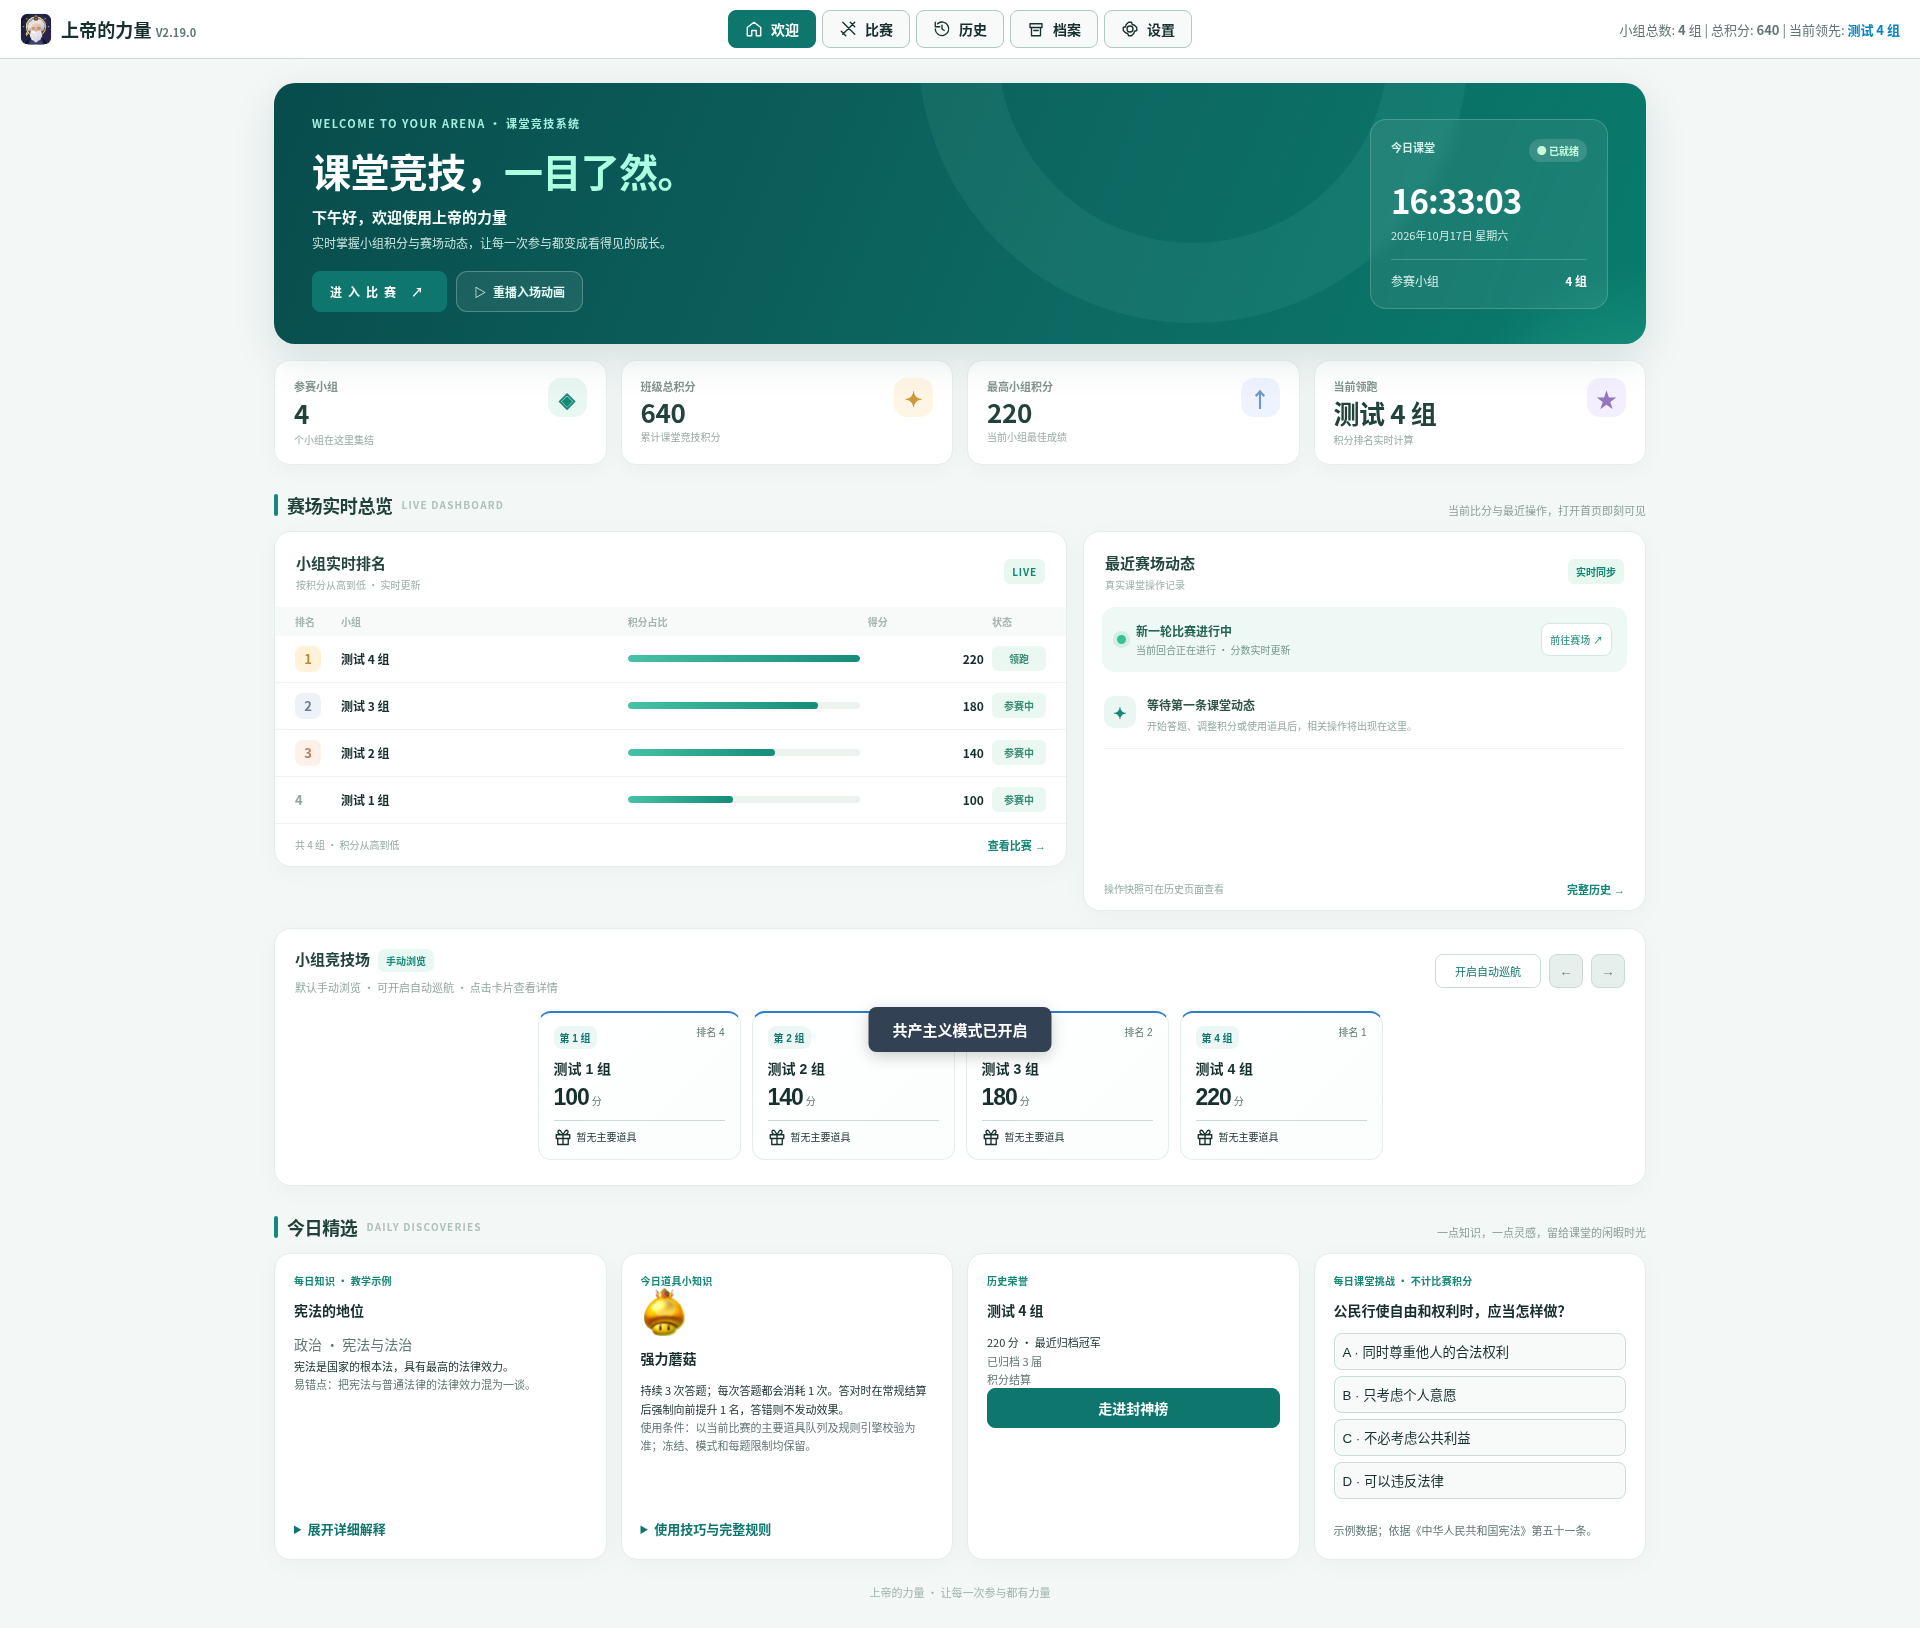 上帝的力量 V2.19.0
欢迎
比赛
历史
档案
设置
小组总数: 4 组 | 总积分: 640 | 当前领先: 测试 4 组
WELCOME TO YOUR ARENA · 课堂竞技系统
课堂竞技，一目了然。
下午好，欢迎使用上帝的力量
实时掌握小组积分与赛场动态，让每一次参与都变成看得见的成长。
进入比赛 ↗
▷ 重播入场动画
今日课堂
已就绪
16:33:03
2026年10月17日 星期六
参赛小组
4 组
参赛小组
4
个小组在这里集结
班级总积分
640
累计课堂竞技积分
最高小组积分
220
当前小组最佳成绩
当前领跑
测试 4 组
积分排名实时计算
赛场实时总览 LIVE DASHBOARD
当前比分与最近操作，打开首页即刻可见
小组实时排名
按积分从高到低 · 实时更新
LIVE
排名 小组 积分占比 得分 状态
1 测试 4 组 220 领跑
2 测试 3 组 180 参赛中
3 测试 2 组 140 参赛中
4 测试 1 组 100 参赛中
共 4 组 · 积分从高到低
查看比赛 →
最近赛场动态
真实课堂操作记录
实时同步
新一轮比赛进行中
当前回合正在进行 · 分数实时更新
前往赛场 ↗
等待第一条课堂动态
开始答题、调整积分或使用道具后，相关操作将出现在这里。
操作快照可在历史页面查看
完整历史 →
小组竞技场 手动浏览
默认手动浏览 · 可开启自动巡航 · 点击卡片查看详情
开启自动巡航 ← →
共产主义模式已开启
第 1 组 排名 4
测试 1 组
100 分
暂无主要道具
第 2 组
测试 2 组
140 分
暂无主要道具
排名 2
测试 3 组
180 分
暂无主要道具
第 4 组 排名 1
测试 4 组
220 分
暂无主要道具
今日精选 DAILY DISCOVERIES
一点知识，一点灵感，留给课堂的闲暇时光
每日知识 · 教学示例
宪法的地位
政治 · 宪法与法治
宪法是国家的根本法，具有最高的法律效力。
易错点：把宪法与普通法律的法律效力混为一谈。
▶ 展开详细解释
今日道具小知识
强力蘑菇
持续 3 次答题；每次答题都会消耗 1 次。答对时在常规结算
后强制向前提升 1 名，答错则不发动效果。
使用条件：以当前比赛的主要道具队列及规则引擎校验为
准；冻结、模式和每题限制均保留。
▶ 使用技巧与完整规则
历史荣誉
测试 4 组
220 分 · 最近归档冠军
已归档 3 届
积分结算
走进封神榜
每日课堂挑战 · 不计比赛积分
公民行使自由和权利时，应当怎样做？
A · 同时尊重他人的合法权利
B · 只考虑个人意愿
C · 不必考虑公共利益
D · 可以违反法律
示例数据；依据《中华人民共和国宪法》第五十一条。
上帝的力量 · 让每一次参与都有力量